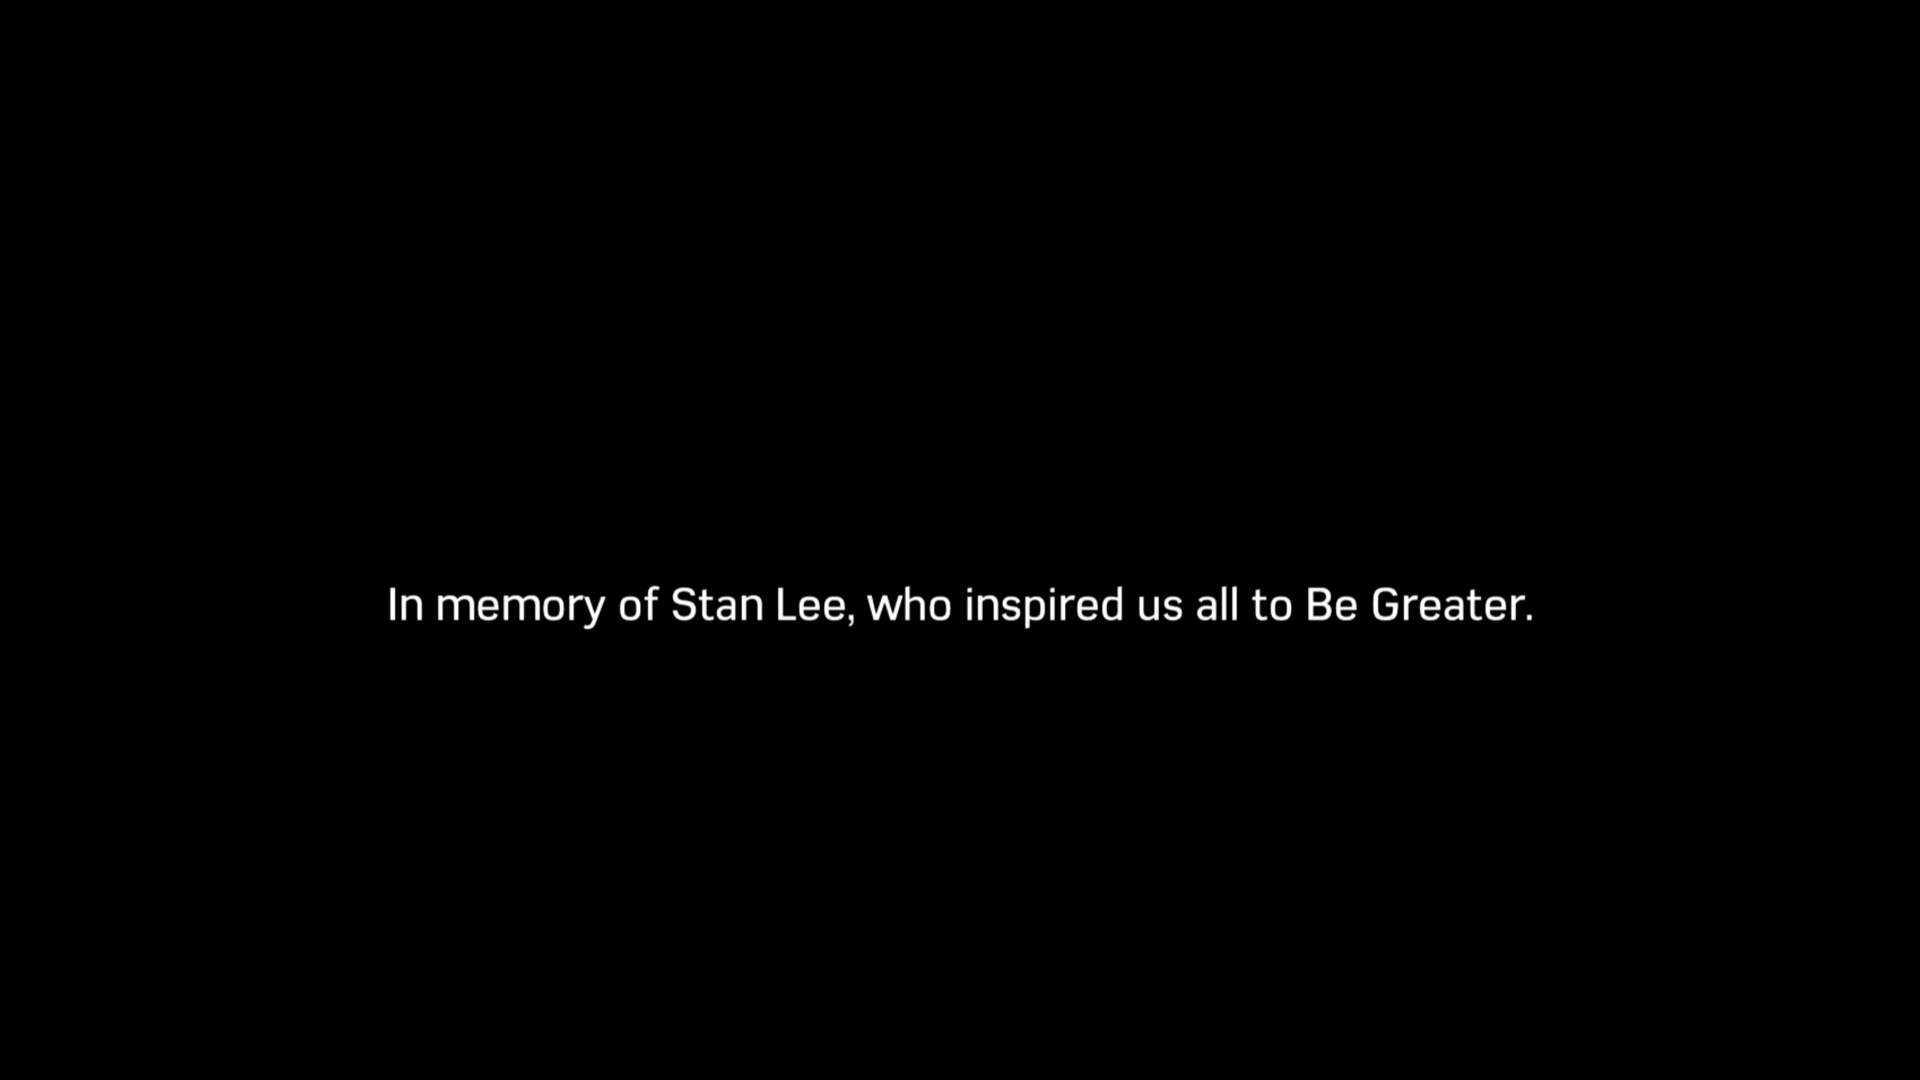 In memory of Stan Lee, who inspired us all to Be Greater.